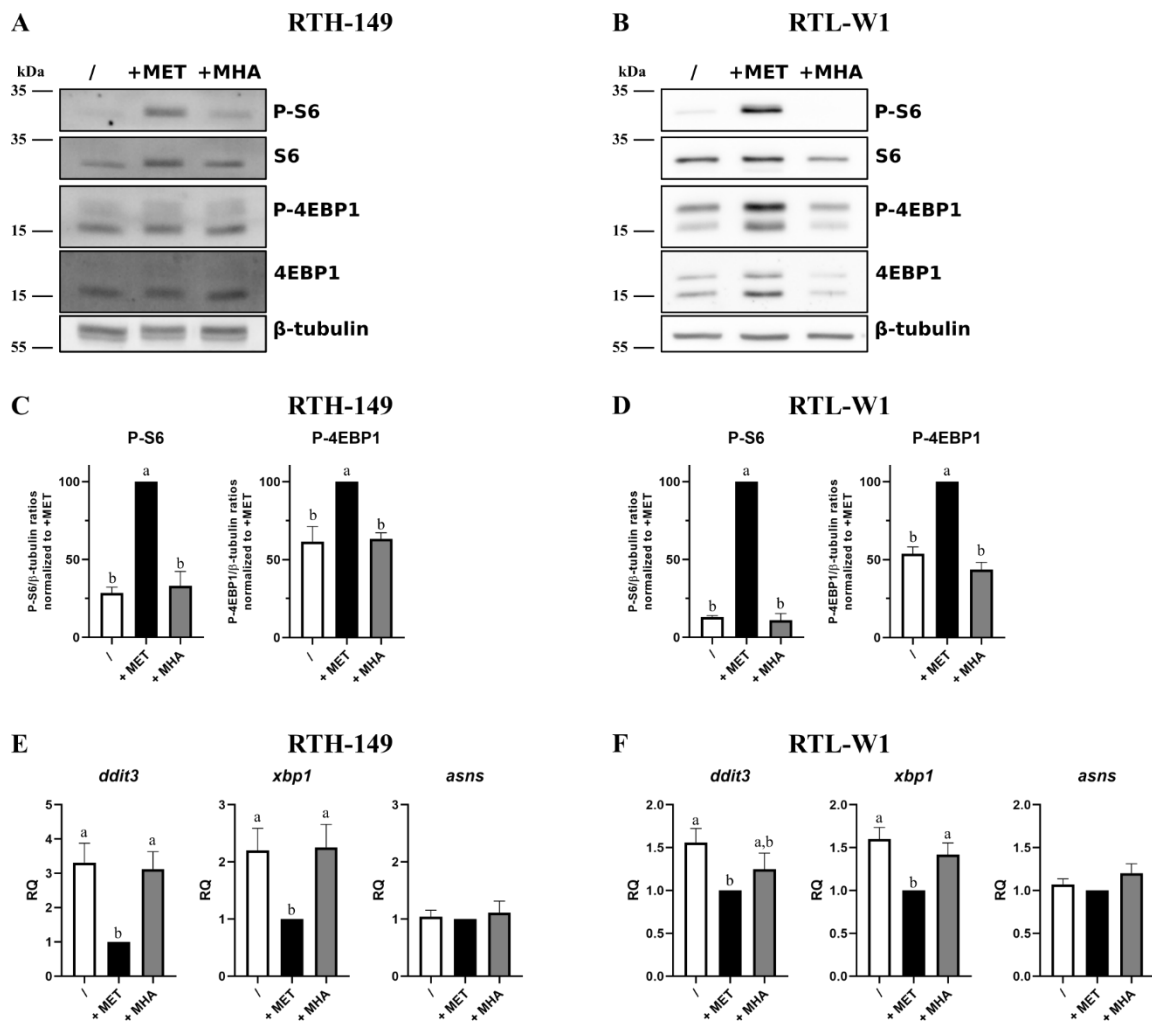 A RTH-149
kDa / +MET +MHA
35 P-S6
35 S6
P-4EBP1
15
4EBP1
15
β-tubulin
55
B RTL-W1
kDa / +MET +MHA
35 P-S6
35 S6
P-4EBP1
15
4EBP1
15
β-tubulin
55
C RTH-149
P-S6
P-S6/β-tubulin ratios
normalized to +MET
100
50
0
b a b
/ + MET + MHA
P-4EBP1
P-4EBP1/β-tubulin ratios
normalized to +MET
100
50
0
b a b
/ + MET + MHA
D RTL-W1
P-S6
P-S6/β-tubulin ratios
normalized to +MET
100
50
0
b a b
/ + MET + MHA
P-4EBP1
P-4EBP1/β-tubulin ratios
normalized to +MET
100
50
0
b a b
/ + MET + MHA
E RTH-149
ddit3
RQ
5
4
3
2
1
0
a b a
/ + MET + MHA
xbp1
RQ
3
2
1
0
a b a
/ + MET + MHA
asns
RQ
3
2
1
0
/ + MET + MHA
F RTL-W1
ddit3
RQ
2.0
1.5
1.0
0.5
0.0
a b a,b
/ + MET + MHA
xbp1
RQ
2.0
1.5
1.0
0.5
0.0
a b a
/ + MET + MHA
asns
RQ
2.0
1.5
1.0
0.5
0.0
/ + MET + MHA